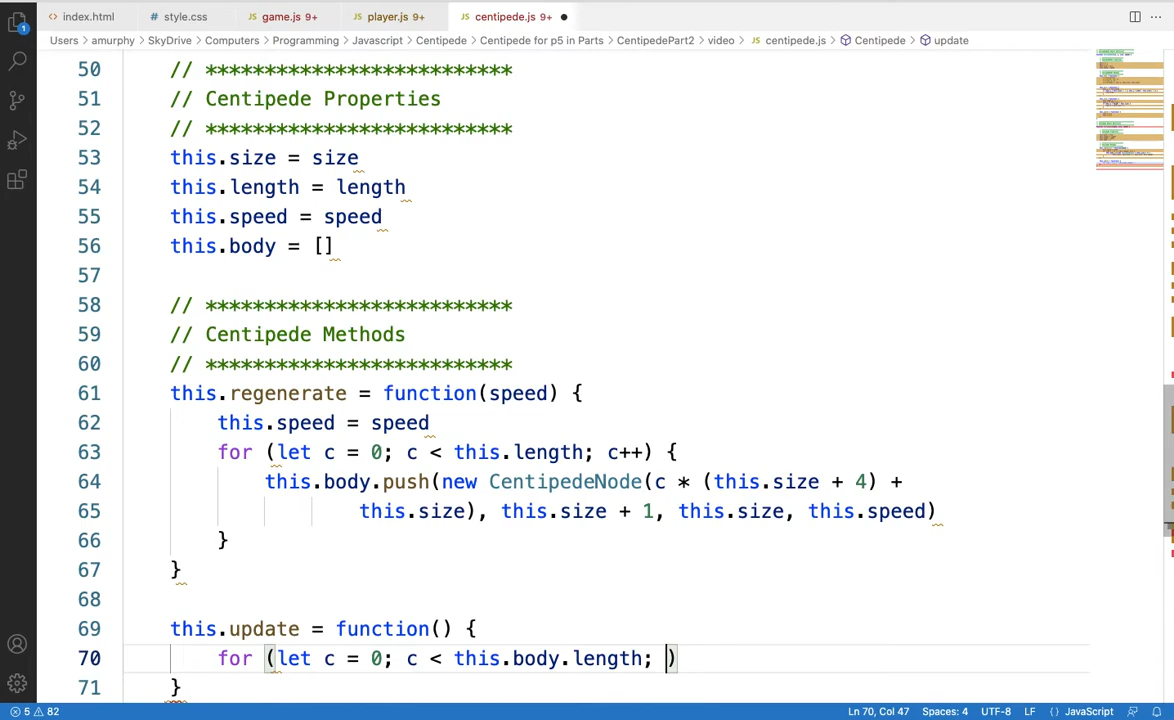 index.html # style.css JS game.js 9+ JS player.js 9+ JS centipede.js 9+ ●
Users > amurphy > SkyDrive > Computers > Programming > Javascript > Centipede > Centipede for p5 in Parts > CentipedePart2 > video > JS centipede.js > Centipede > update
50 // **************************
51 // Centipede Properties
52 // **************************
53 this.size = size
54 this.length = length
55 this.speed = speed
56 this.body = []
57
58 // **************************
59 // Centipede Methods
60 // **************************
61 this.regenerate = function(speed) {
62 this.speed = speed
63 for (let c = 0; c < this.length; c++) {
64 this.body.push(new CentipedeNode(c * (this.size + 4) +
65 this.size), this.size + 1, this.size, this.speed)
66 }
67 }
68
69 this.update = function() {
70 for (let c = 0; c < this.body.length; )
71 }
5 82 Ln 70, Col 47 Spaces: 4 UTF-8 LF {} JavaScript